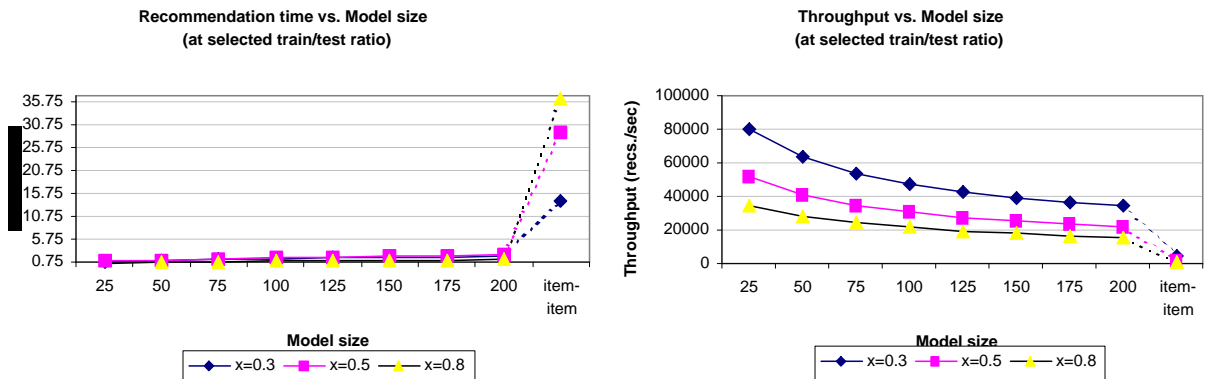 Recommendation time vs. Model size
(at selected train/test ratio)
35.75
30.75
25.75
20.75
15.75
10.75
5.75
0.75
25 50 75 100 125 150 175 200 item-
item
Model size
x=0.3 x=0.5 x=0.8
Throughput vs. Model size
(at selected train/test ratio)
Throughput (recs./sec)
100000
80000
60000
40000
20000
0
25 50 75 100 125 150 175 200 item-
item
Model size
x=0.3 x=0.5 x=0.8